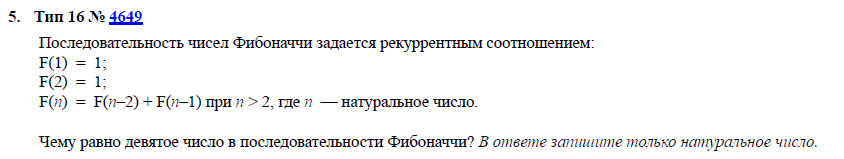 5. Тип 16 № 4649
Последовательность чисел Фибоначчи задается рекуррентным соотношением:
F(1) = 1;
F(2) = 1;
F(n) = F(n–2) + F(n–1) при n > 2, где n — натуральное число.
Чему равно девятое число в последовательности Фибоначчи? В ответе запишите только натуральное число.